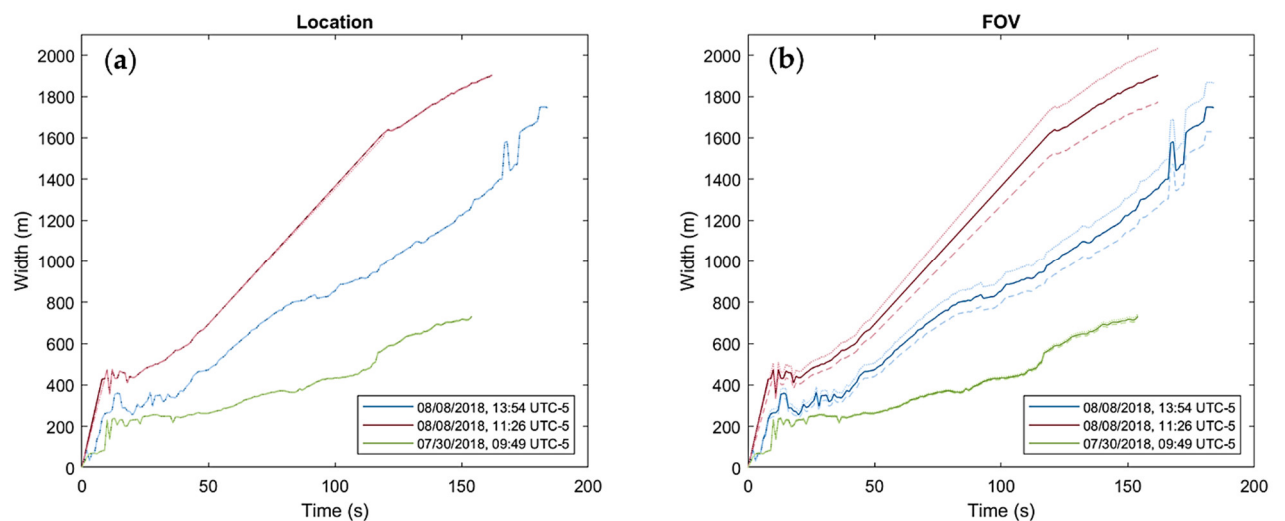 Location
(a)
2000
1800
1600
1400
1200
1000
800
600
400
200
0
Width (m)
0 50 100 150 200
Time (s)
08/08/2018, 13:54 UTC-5
08/08/2018, 11:26 UTC-5
07/30/2018, 09:49 UTC-5
FOV
(b)
2000
1800
1600
1400
1200
1000
800
600
400
200
0
Width (m)
0 50 100 150 200
Time (s)
08/08/2018, 13:54 UTC-5
08/08/2018, 11:26 UTC-5
07/30/2018, 09:49 UTC-5